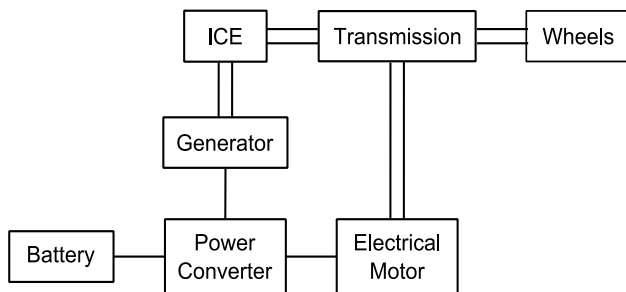 ICE
Transmission
Wheels
Generator
Battery
Power
Converter
Electrical
Motor